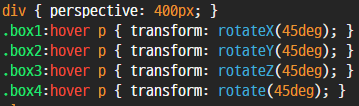 div { perspective: 400px; }
.box1:hover p { transform: rotateX(45deg); }
.box2:hover p { transform: rotateY(45deg); }
.box3:hover p { transform: rotateZ(45deg); }
.box4:hover p { transform: rotate(45deg); }